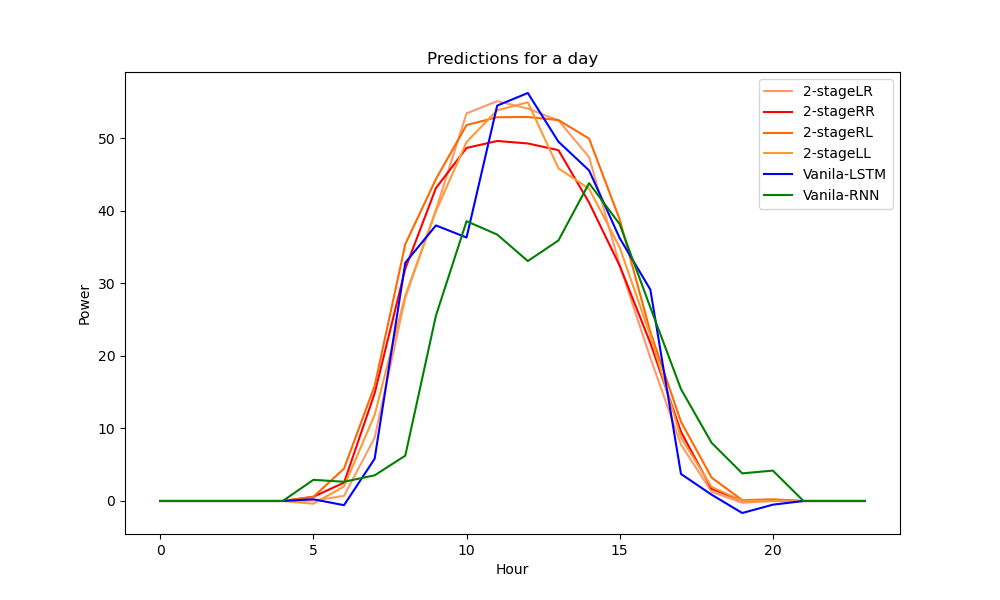 Predictions for a day
2-stageLR
2-stageRR
2-stageRL
2-stageLL
Vanila-LSTM
Vanila-RNN
Power
50
40
30
20
10
0
0 5 10 15 20
Hour